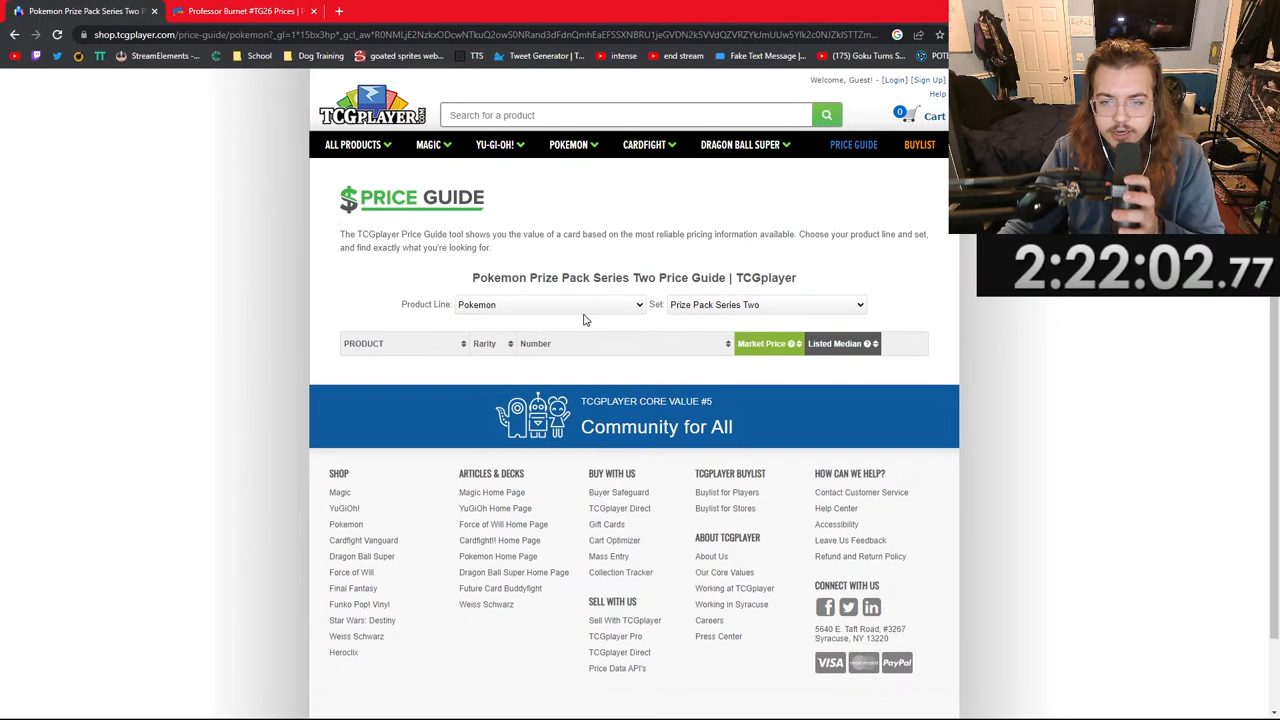 Pokemon Prize Pack Series Two P
Professor Burnet #TG26 Prices | P
shop.tcgplayer.com/price-guide/pokemon?_gl=1*15bx3hp*_gcl_aw*
StreamElements - ...
School
Dog Training
goated sprites web...
TTS
Tweet Generator | T...
intense
end stream
Fake Text Message | ...
(175) Goku Turns S...
POTE
Welcome, Guest! - [Login] [Sign Up]
Help
TCGPLAYER.COM
Search for a product
0 Cart
ALL PRODUCTS MAGIC YU-GI-OH! POKEMON CARDFIGHT DRAGON BALL SUPER PRICE GUIDE BUYLIST
$PRICE GUIDE
The TCGplayer Price Guide tool shows you the value of a card based on the most reliable pricing information available. Choose your product line and set,
and find exactly what you're looking for.
2:22:02.77
Pokemon Prize Pack Series Two Price Guide | TCGplayer
Product Line: Pokemon Set: Prize Pack Series Two
PRODUCT Rarity Number Market Price ? Listed Median ?
TCGPLAYER CORE VALUE #5
Community for All
SHOP
Magic
YuGiOh!
Pokemon
Cardfight Vanguard
Dragon Ball Super
Force of Will
Final Fantasy
Funko Pop! Vinyl
Star Wars: Destiny
Weiss Schwarz
Heroclix
ARTICLES & DECKS
Magic Home Page
YuGiOh Home Page
Force of Will Home Page
Cardfight!! Home Page
Pokemon Home Page
Dragon Ball Super Home Page
Future Card Buddyfight
Weiss Schwarz
BUY WITH US
Buyer Safeguard
TCGplayer Direct
Gift Cards
Cart Optimizer
Mass Entry
Collection Tracker
SELL WITH US
Sell With TCGplayer
TCGplayer Pro
TCGplayer Direct
Price Data API's
TCGPLAYER BUYLIST
Buylist for Players
Buylist for Stores
ABOUT TCGPLAYER
About Us
Our Core Values
Working at TCGplayer
Working in Syracuse
Careers
Press Center
HOW CAN WE HELP?
Contact Customer Service
Help Center
Accessibility
Leave Us Feedback
Refund and Return Policy
CONNECT WITH US
5640 E. Taft Road, #3267
Syracuse, NY 13220
VISA mastercard PayPal